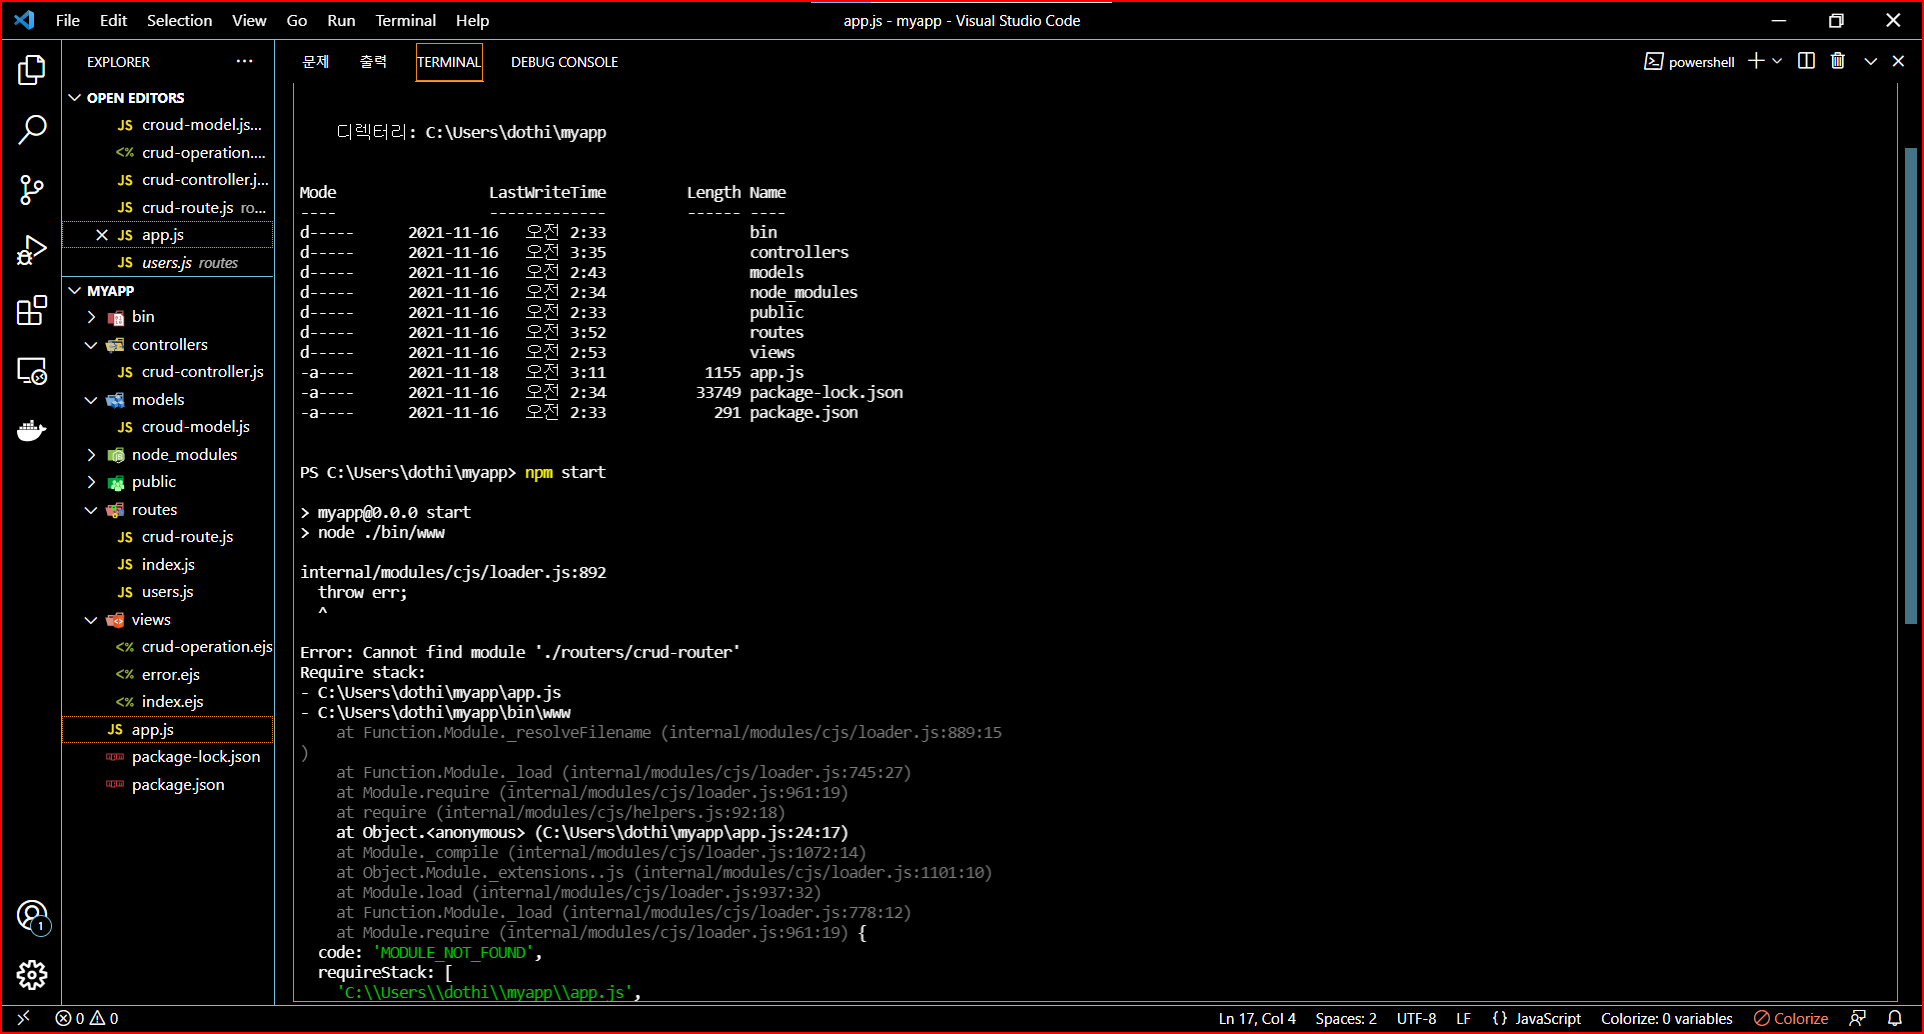 File Edit Selection View Go Run Terminal Help
app.js - myapp - Visual Studio Code
EXPLORER
OPEN EDITORS
JS croud-model.js...
<% crud-operation....
JS crud-controller.j...
JS crud-route.js ro...
JS app.js
JS users.js routes
MYAPP
bin
controllers
JS crud-controller.js
models
JS croud-model.js
node_modules
public
routes
JS crud-route.js
JS index.js
JS users.js
views
<% crud-operation.ejs
<% error.ejs
<% index.ejs
JS app.js
package-lock.json
package.json
1
문제 출력 TERMINAL DEBUG CONSOLE
powershell
디렉터리: C:\Users\dothi\myapp
Mode LastWriteTime Length Name
---- ------------- ------ ----
d----- 2021-11-16 오전 2:33 bin
d----- 2021-11-16 오전 3:35 controllers
d----- 2021-11-16 오전 2:43 models
d----- 2021-11-16 오전 2:34 node_modules
d----- 2021-11-16 오전 2:33 public
d----- 2021-11-16 오전 3:52 routes
d----- 2021-11-16 오전 2:53 views
-a---- 2021-11-18 오전 3:11 1155 app.js
-a---- 2021-11-16 오전 2:34 33749 package-lock.json
-a---- 2021-11-16 오전 2:33 291 package.json
PS C:\Users\dothi\myapp> npm start
> myapp@0.0.0 start
> node ./bin/www
internal/modules/cjs/loader.js:892
throw err;
^
Error: Cannot find module './routers/crud-router'
Require stack:
- C:\Users\dothi\myapp\app.js
- C:\Users\dothi\myapp\bin\www
at Function.Module._resolveFilename (internal/modules/cjs/loader.js:889:15
)
at Function.Module._load (internal/modules/cjs/loader.js:745:27)
at Module.require (internal/modules/cjs/loader.js:961:19)
at require (internal/modules/cjs/helpers.js:92:18)
at Object.<anonymous> (C:\Users\dothi\myapp\app.js:24:17)
at Module._compile (internal/modules/cjs/loader.js:1072:14)
at Object.Module._extensions..js (internal/modules/cjs/loader.js:1101:10)
at Module.load (internal/modules/cjs/loader.js:937:32)
at Function.Module._load (internal/modules/cjs/loader.js:778:12)
at Module.require (internal/modules/cjs/loader.js:961:19) {
code: 'MODULE_NOT_FOUND',
requireStack: [
'C:\\Users\\dothi\\myapp\\app.js',
0 0 Ln 17, Col 4 Spaces: 2 UTF-8 LF {} JavaScript Colorize: 0 variables Colorize